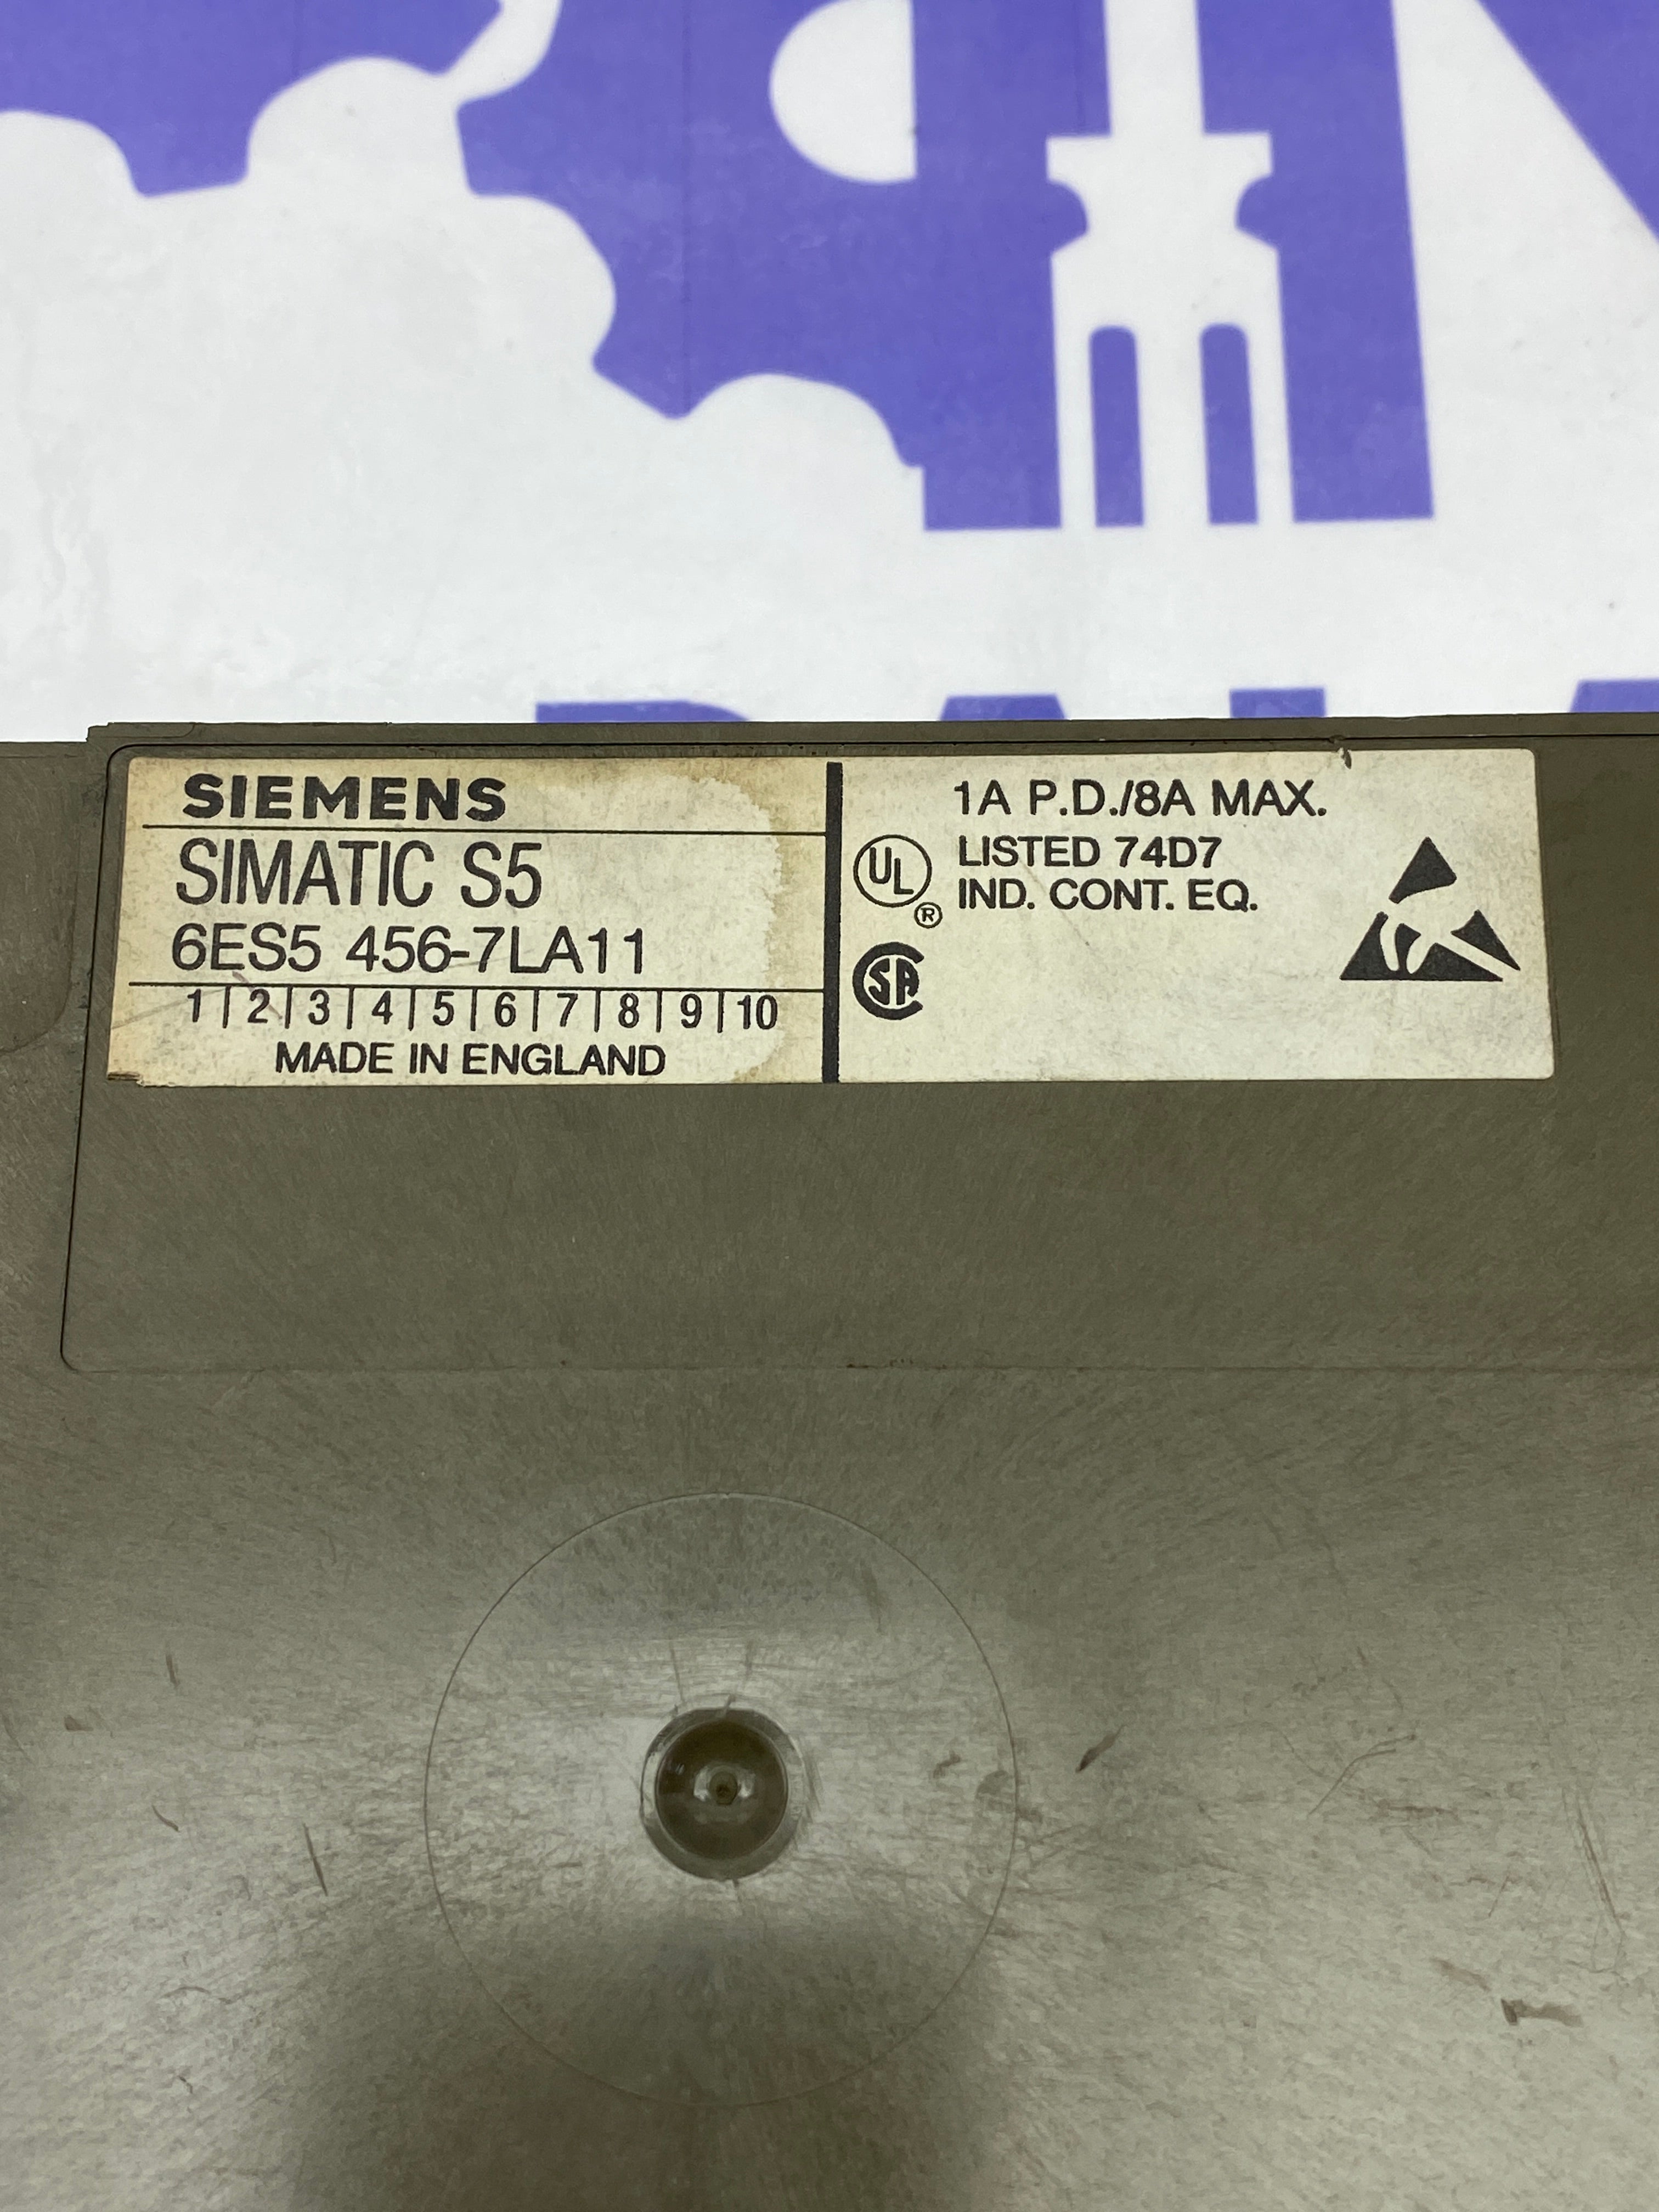 SIEMENS
SIMATIC S5
6ES5 456-7LA11
1|2|3|4|5|6|7|8|9|10
MADE IN ENGLAND
1A P.D./8A MAX.
UL ® LISTED 74D7
IND. CONT. EQ.
SA